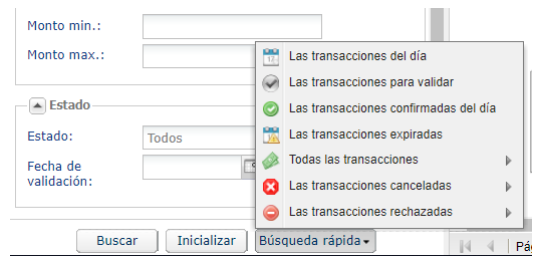 Monto min.:
Monto max.:
Estado
Estado:
Todos
Fecha de
validación:
Las transacciones del día
Las transacciones para validar
Las transacciones confirmadas del día
Las transacciones expiradas
Todas las transacciones
Las transacciones canceladas
Las transacciones rechazadas
Buscar
Inicializar
Búsqueda rápida